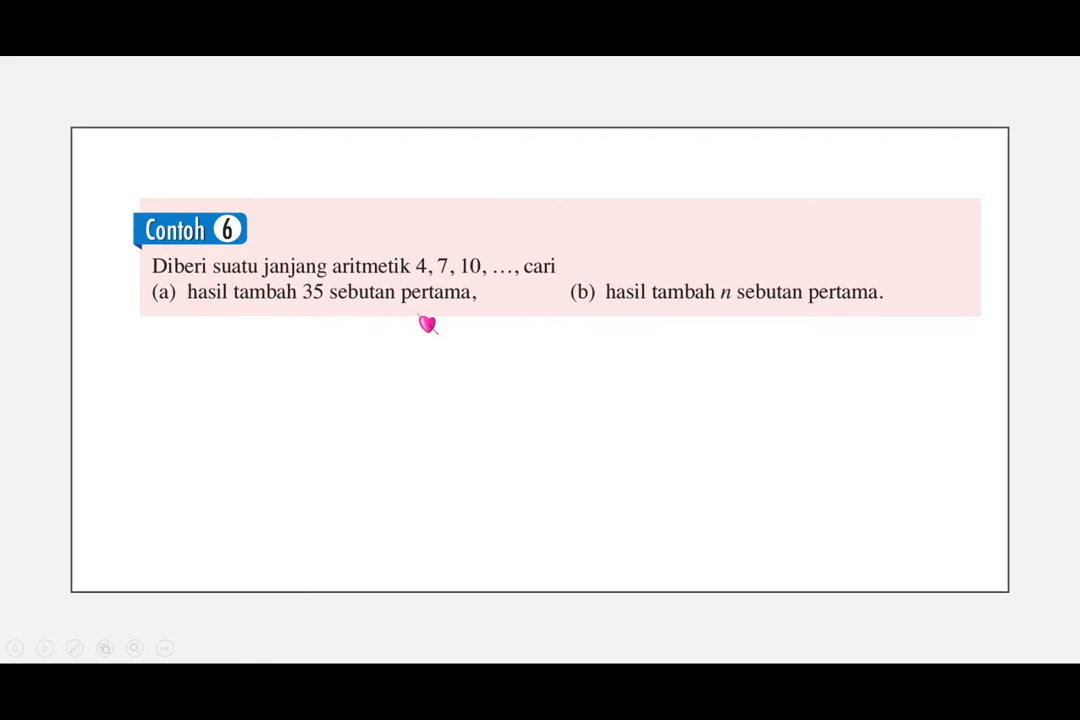 Contoh 6
Diberi suatu janjang aritmetik 4, 7, 10, …, cari
(a) hasil tambah 35 sebutan pertama, (b) hasil tambah n sebutan pertama.